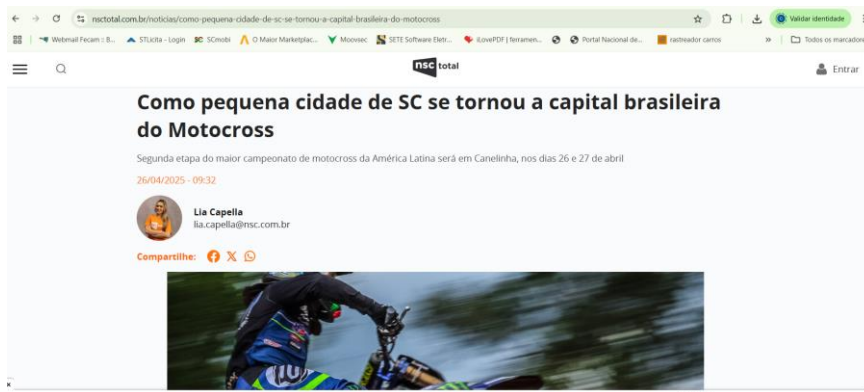 nsctotal.com.br/noticias/como-pequena-cidade-de-sc-se-tornou-a-capital-brasileira-do-motocross
Validar identidade
Webmail Fecam :: B... STLicita - Login SC SCmobi O Maior Marketplac... Moovsec SETE Software Eletr... iLovePDF | ferramen... Portal Nacional de... rastreador carros » Todos os marcadores
nsc total
Entrar
Como pequena cidade de SC se tornou a capital brasileira
do Motocross
Segunda etapa do maior campeonato de motocross da América Latina será em Canelinha, nos dias 26 e 27 de abril
26/04/2025 - 09:32
Lia Capella
lia.capella@nsc.com.br
Compartilhe: